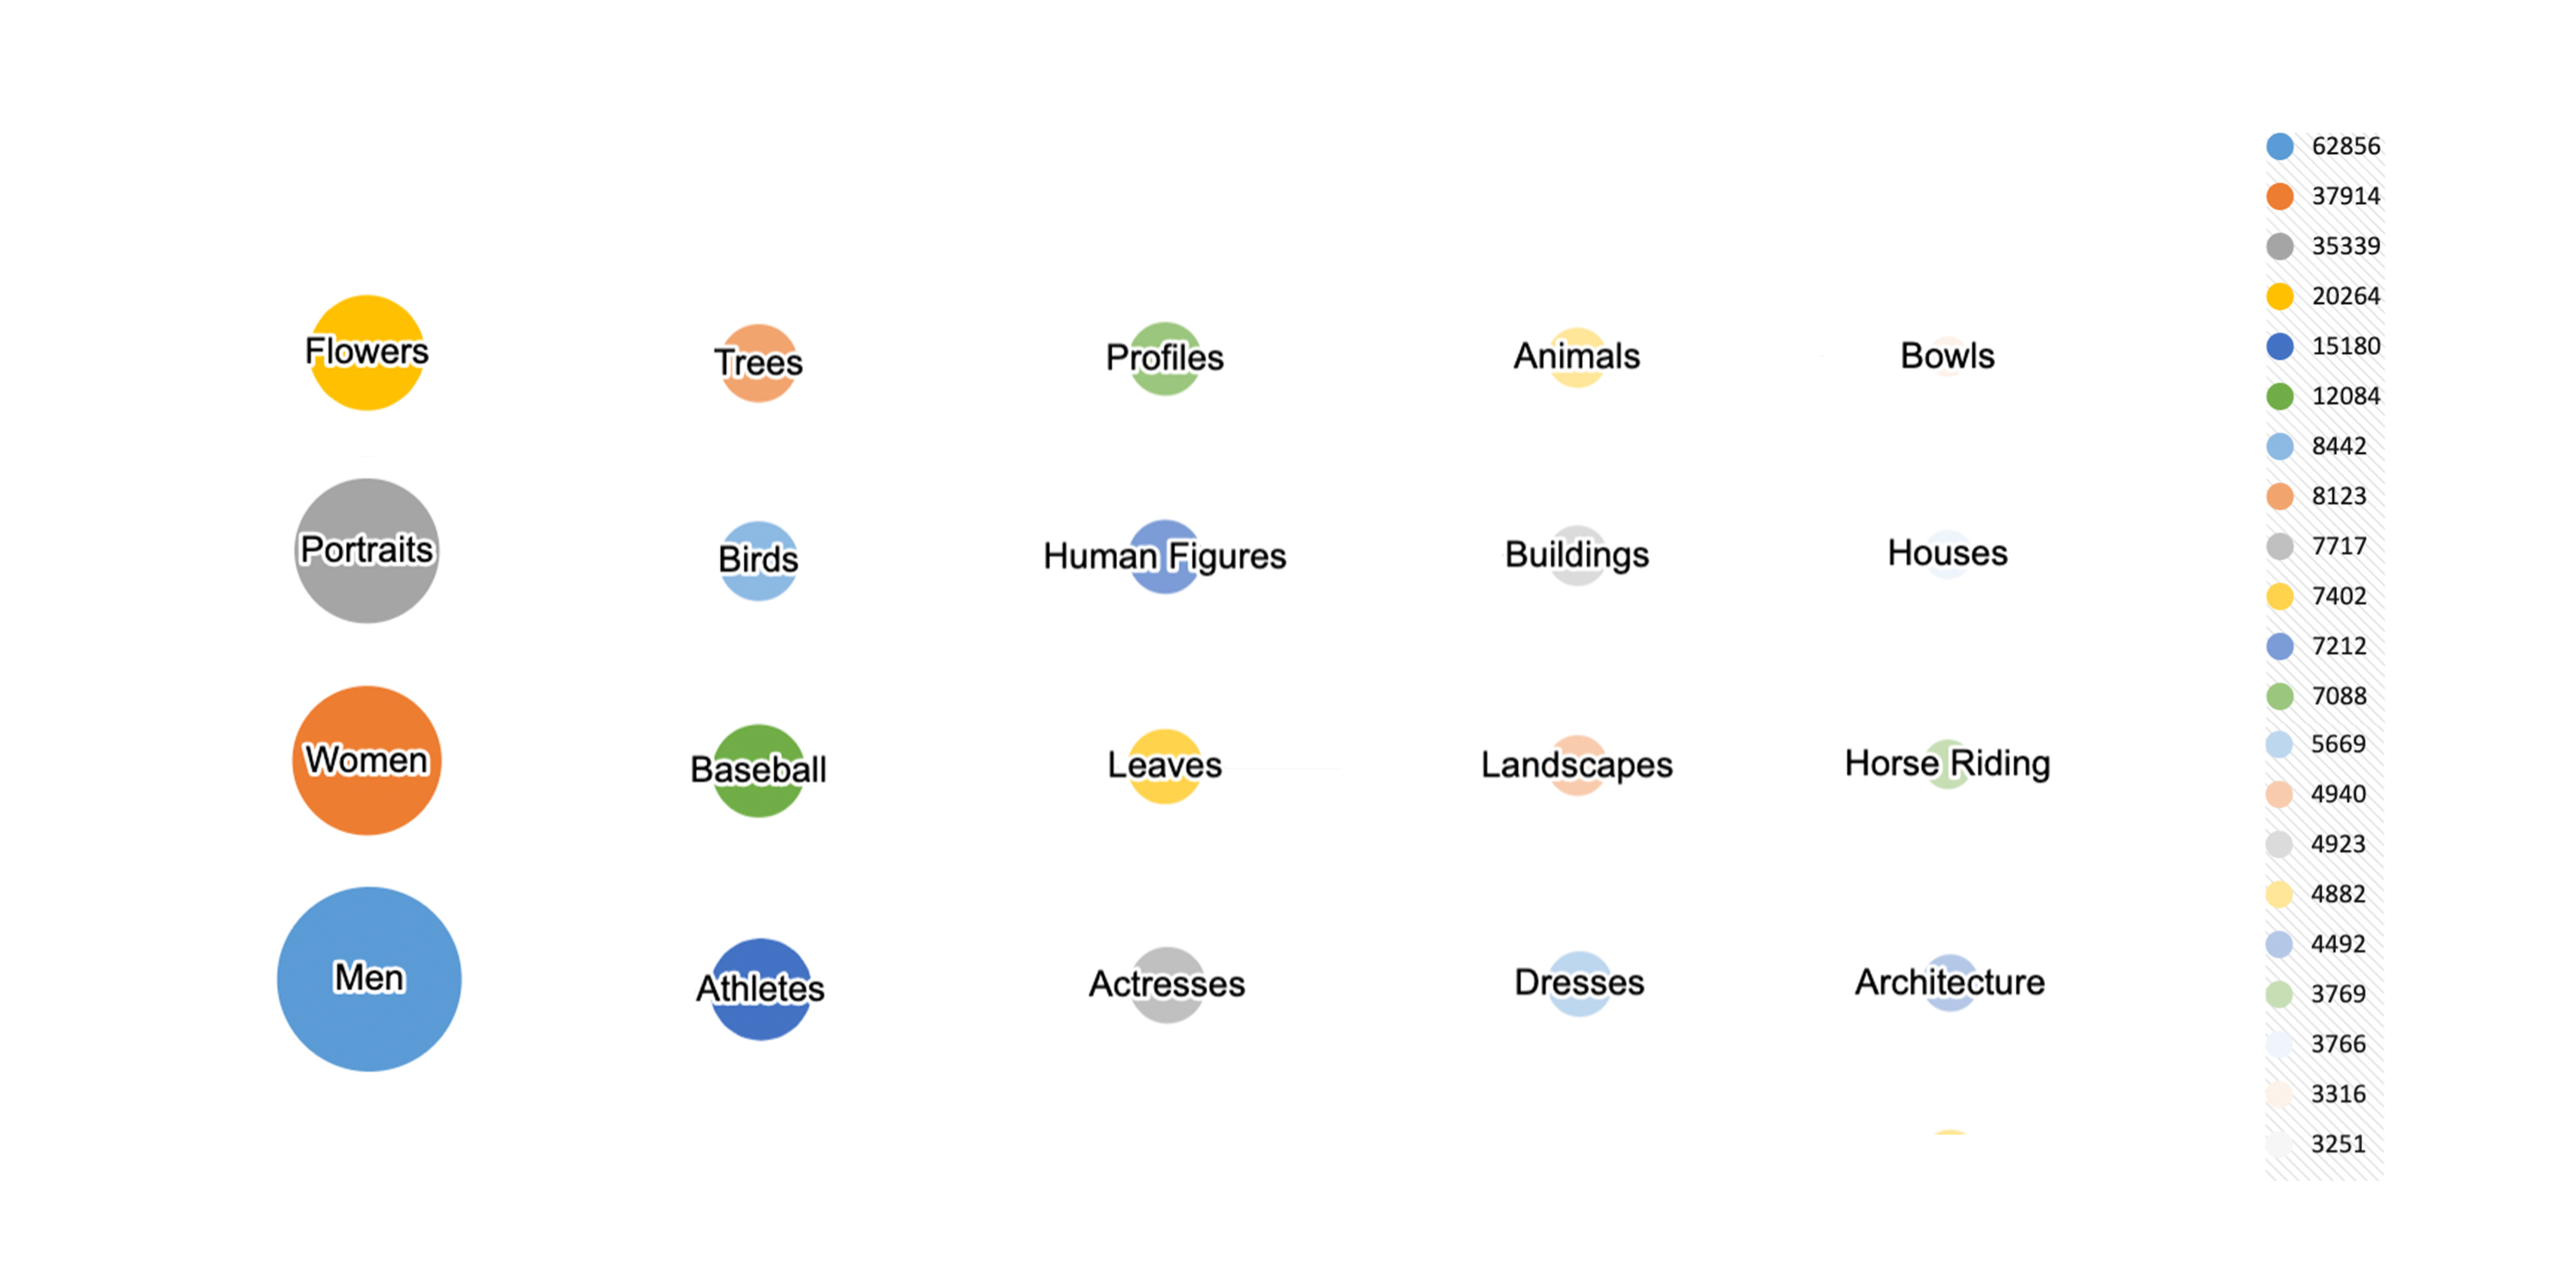 Flowers
Trees
Profiles
Animals
Bowls
Portraits
Birds
Human Figures
Buildings
Houses
Women
Baseball
Leaves
Landscapes
Horse Riding
Men
Athletes
Actresses
Dresses
Architecture
62856
37914
35339
20264
15180
12084
8442
8123
7717
7402
7212
7088
5669
4940
4923
4882
4492
3769
3766
3316
3251